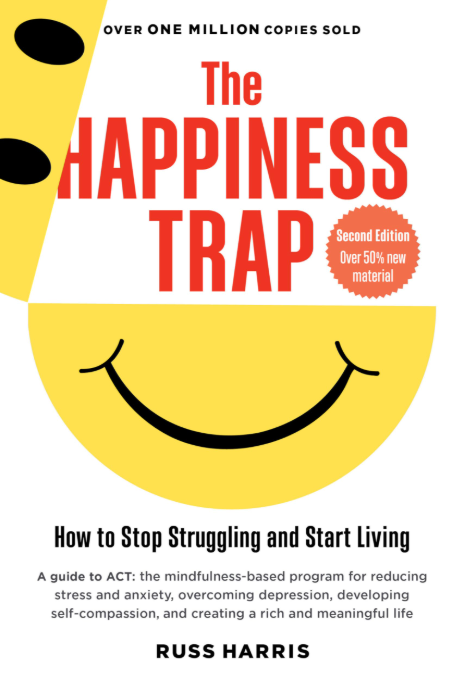 OVER ONE MILLION COPIES SOLD
The
HAPPINESS
TRAP
Second Edition
Over 50% new
material
How to Stop Struggling and Start Living
A guide to ACT: the mindfulness-based program for reducing
stress and anxiety, overcoming depression, developing
self-compassion, and creating a rich and meaningful life
RUSS HARRIS